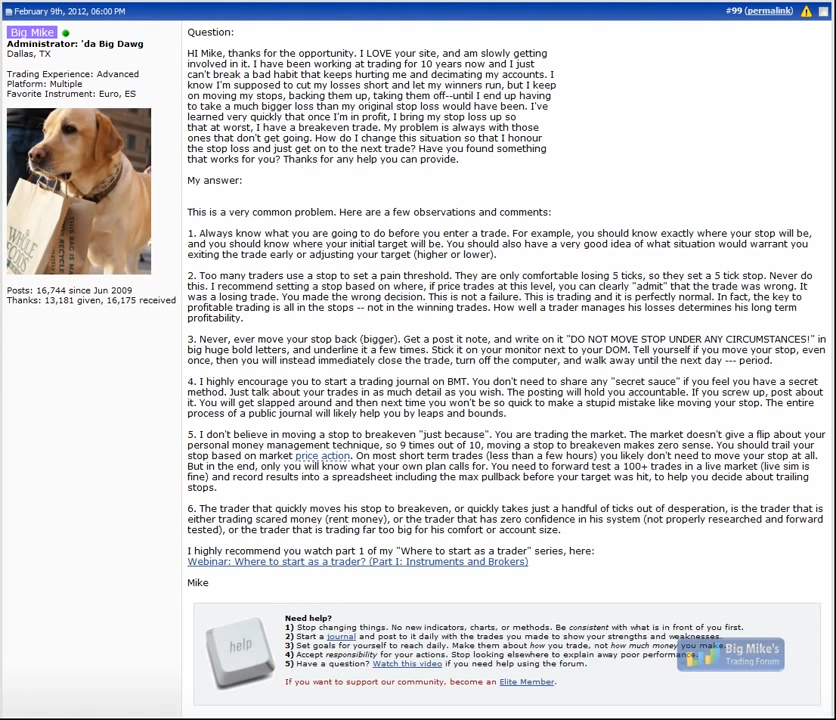 February 9th, 2012, 06:00 PM
#99 (permalink)
Big Mike
Administrator: 'da Big Dawg
Dallas, TX
Trading Experience: Advanced
Platform: Multiple
Favorite Instrument: Euro, ES
WHOLE FOODS
Posts: 16,744 since Jun 2009
Thanks: 13,181 given, 16,175 received
Question:
HI Mike, thanks for the opportunity. I LOVE your site, and am slowly getting
involved in it. I have been working at trading for 10 years now and I just
can't break a bad habit that keeps hurting me and decimating my accounts. I
know I'm supposed to cut my losses short and let my winners run, but I keep
on moving my stops, backing them up, taking them off--until I end up having
to take a much bigger loss than my original stop loss would have been. I've
learned very quickly that once I'm in profit, I bring my stop loss up so
that at worst, I have a breakeven trade. My problem is always with those
ones that don't get going. How do I change this situation so that I honour
the stop loss and just get on to the next trade? Have you found something
that works for you? Thanks for any help you can provide.
My answer:
This is a very common problem. Here are a few observations and comments:
1. Always know what you are going to do before you enter a trade. For example, you should know exactly where your stop will be,
and you should know where your initial target will be. You should also have a very good idea of what situation would warrant you
exiting the trade early or adjusting your target (higher or lower).
2. Too many traders use a stop to set a pain threshold. They are only comfortable losing 5 ticks, so they set a 5 tick stop. Never do
this. I recommend setting a stop based on where, if price trades at this level, you can clearly "admit" that the trade was wrong. It
was a losing trade. You made the wrong decision. This is not a failure. This is trading and it is perfectly normal. In fact, the key to
profitable trading is all in the stops -- not in the winning trades. How well a trader manages his losses determines his long term
profitability.
3. Never, ever move your stop back (bigger). Get a post it note, and write on it "DO NOT MOVE STOP UNDER ANY CIRCUMSTANCES!" in
big huge bold letters, and underline it a few times. Stick it on your monitor next to your DOM. Tell yourself if you move your stop, even
once, then you will instead immediately close the trade, turn off the computer, and walk away until the next day --- period.
4. I highly encourage you to start a trading journal on BMT. You don't need to share any "secret sauce" if you feel you have a secret
method. Just talk about your trades in as much detail as you wish. The posting will hold you accountable. If you screw up, post about
it. You will get slapped around and then next time you won't be so quick to make a stupid mistake like moving your stop. The entire
process of a public journal will likely help you by leaps and bounds.
5. I don't believe in moving a stop to breakeven "just because". You are trading the market. The market doesn't give a flip about your
personal money management technique, so 9 times out of 10, moving a stop to breakeven makes zero sense. You should trail your
stop based on market price action. On most short term trades (less than a few hours) you likely don't need to move your stop at all.
But in the end, only you will know what your own plan calls for. You need to forward test a 100+ trades in a live market (live sim is
fine) and record results into a spreadsheet including the max pullback before your target was hit, to help you decide about trailing
stops.
6. The trader that quickly moves his stop to breakeven, or quickly takes just a handful of ticks out of desperation, is the trader that is
either trading scared money (rent money), or the trader that has zero confidence in his system (not properly researched and forward
tested), or the trader that is trading far too big for his comfort or account size.
I highly recommend you watch part 1 of my "Where to start as a trader" series, here:
Webinar: Where to start as a trader? (Part I: Instruments and Brokers)
Mike
help
Need help?
1) Stop changing things. No new indicators, charts, or methods. Be consistent with what is in front of you first.
2) Start a journal and post to it daily with the trades you made to show your strengths and weaknesses.
3) Set goals for yourself to reach daily. Make them about how you trade, not how much money you make.
4) Accept responsibility for your actions. Stop looking elsewhere to explain away poor performance.
5) Have a question? Watch this video if you need help using the forum.
If you want to support our community, become an Elite Member.
Big Mike's
Trading Forum